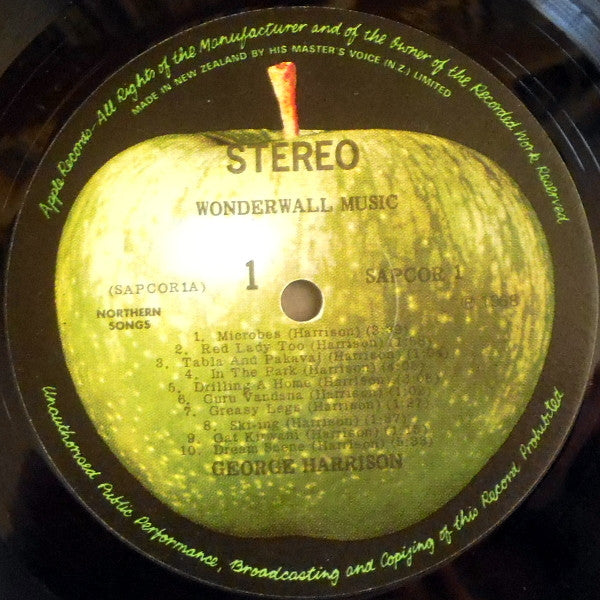 Apple Records - All Rights of the Manufacturer and of the Owner of the Recorded Work Reserved
MADE IN NEW ZEALAND BY HIS MASTER'S VOICE (N.Z.) LIMITED
STEREO
WONDERWALL MUSIC
(SAPCOR1A)
1
SAPCOR 1
NORTHERN
SONGS
℗ 1968
1. Microbes (Harrison)
2. Red Lady Too (Harrison)
3. Tabla And Pakavaj (Harrison)
4. In The Park (Harrison)
5. Drilling A Home (Harrison)
6. Guru Vandana (Harrison)
7. Greasy Legs (Harrison)
8. Ski-ing (Harrison)
9. Gat Kirwani (Harrison)
10. Dream Scene (Harrison)
GEORGE HARRISON
Unauthorised Public Performance, Broadcasting and Copying of this Record Prohibited